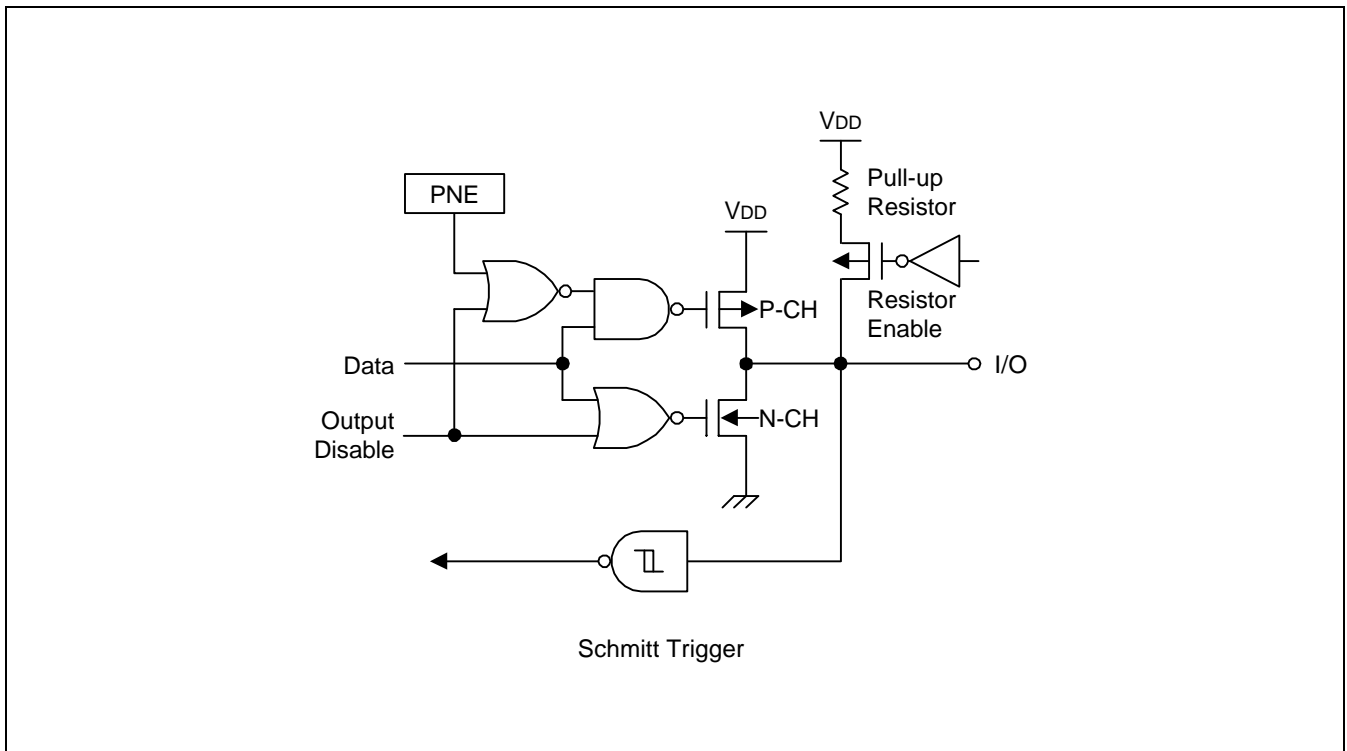 VDD
Pull-up
Resistor
PNE
VDD
P-CH
Resistor
Enable
Data
I/O
Output
Disable
N-CH
Schmitt Trigger